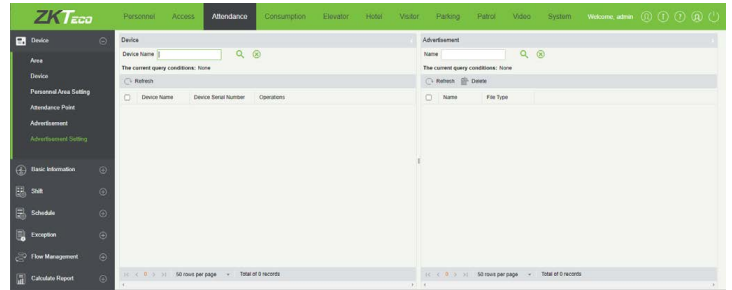 ZKTECO Personnel Access Attendance Consumption Elevator Hotel Visitor Parking Patrol Video System Welcome, admin
Device
Area
Device
Personnel Area Setting
Attendance Point
Advertisement
Advertisement Setting
Basic Information
Shift
Schedule
Exception
Flow Management
Calculate Report
Device
Device Name
The current query conditions: None
Refresh
Device Name Device Serial Number Operations
0 50 rows per page Total of 0 records
Advertisement
Name
The current query conditions: None
Refresh Delete
Name File Type
0 50 rows per page Total of 0 records